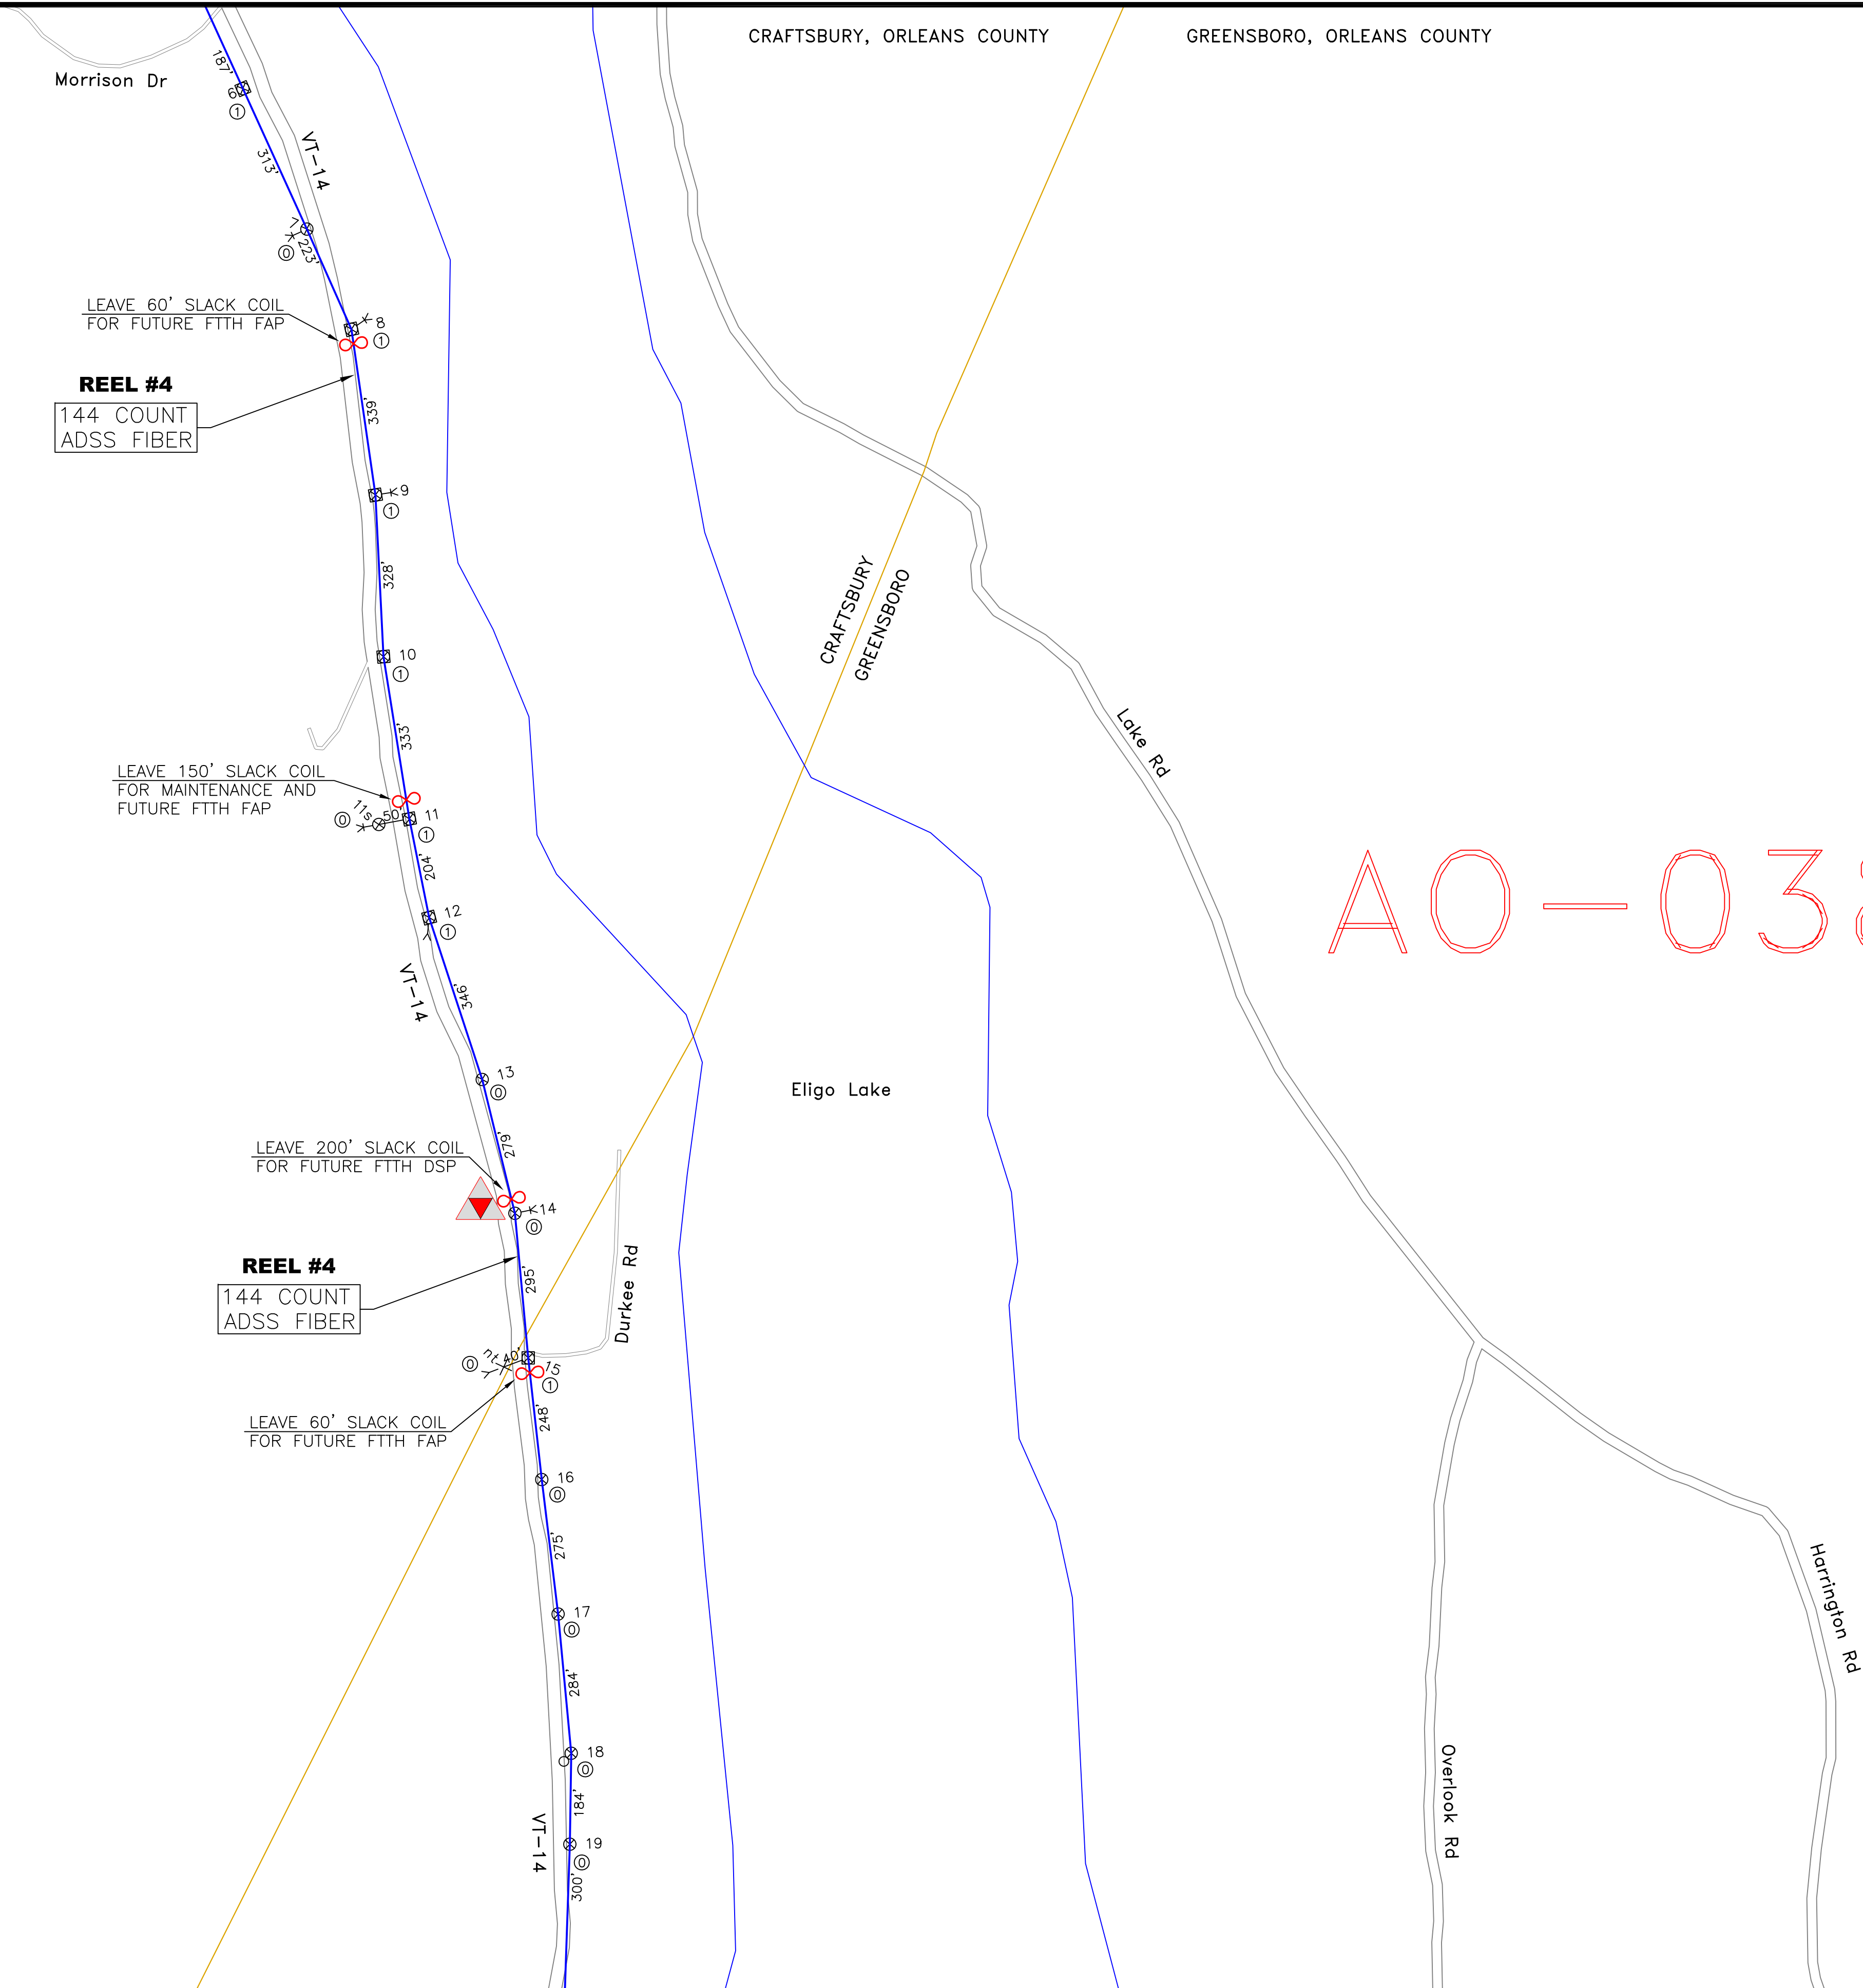 CRAFTSBURY, ORLEANS COUNTY
GREENSBORO, ORLEANS COUNTY
Morrison Dr
187'
6
1
313'
VT-14
7
0
223'
LEAVE 60' SLACK COIL
FOR FUTURE FTTH FAP
8
1
REEL #4
144 COUNT
ADSS FIBER
339'
9
1
328'
CRAFTSBURY
GREENSBORO
10
1
333'
Lake Rd
LEAVE 150' SLACK COIL
FOR MAINTENANCE AND
FUTURE FTTH FAP
11s
0
50'
11
1
204'
AO-038
12
1
VT-14
346'
13
0
Eligo Lake
279'
LEAVE 200' SLACK COIL
FOR FUTURE FTTH DSP
14
0
REEL #4
144 COUNT
ADSS FIBER
295'
Durkee Rd
nt
0
40'
15
1
LEAVE 60' SLACK COIL
FOR FUTURE FTTH FAP
248'
16
0
275'
17
0
Harrington Rd
284'
18
0
Overlook Rd
184'
VT-14
19
0
300'